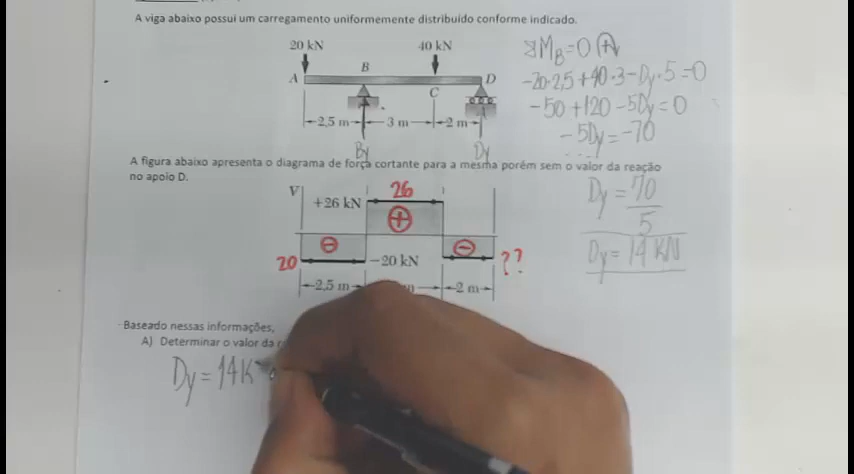 A viga abaixo possui um carregamento uniformemente distribuído conforme indicado.
20 kN 40 kN
A B C D
2,5 m 3 m 2 m
By Dy
ΣM_B=0
-20·2,5+40·3-Dy·5=0
-50+120-5Dy=0
-5Dy=-70
Dy=70/5
Dy=14 KN
A figura abaixo apresenta o diagrama de força cortante para a mesma porém sem o valor da reação
no apoio D.
V +26 kN 26
+
- -
20 -20 kN ??
2,5 m m 2 m
Baseado nessas informações,
A) Determinar o valor da
Dy=14K